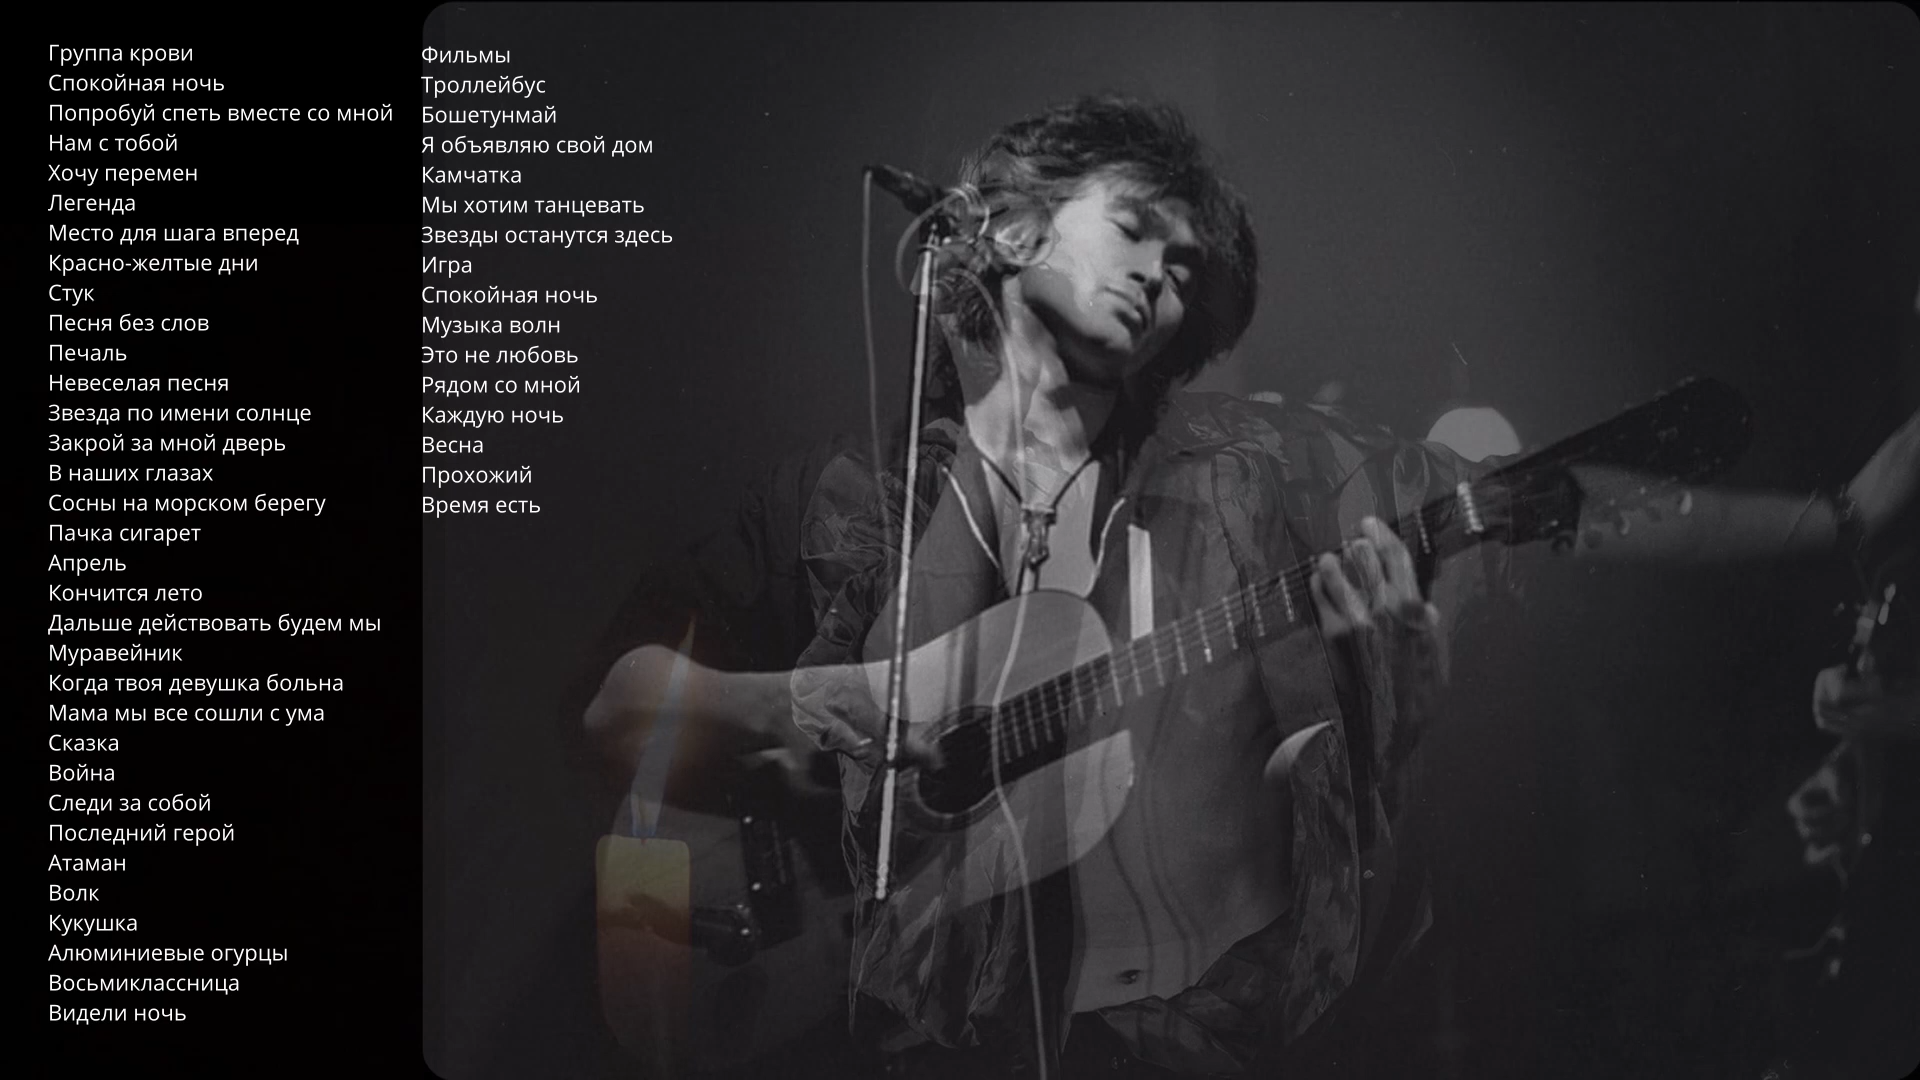 Группа крови
Спокойная ночь
Попробуй спеть вместе со мной
Нам с тобой
Хочу перемен
Легенда
Место для шага вперед
Красно-желтые дни
Стук
Песня без слов
Печаль
Невеселая песня
Звезда по имени солнце
Закрой за мной дверь
В наших глазах
Сосны на морском берегу
Пачка сигарет
Апрель
Кончится лето
Дальше действовать будем мы
Муравейник
Когда твоя девушка больна
Мама мы все сошли с ума
Сказка
Война
Следи за собой
Последний герой
Атаман
Волк
Кукушка
Алюминиевые огурцы
Восьмиклассница
Видели ночь
Фильмы
Троллейбус
Бошетунмай
Я объявляю свой дом
Камчатка
Мы хотим танцевать
Звезды останутся здесь
Игра
Спокойная ночь
Музыка волн
Это не любовь
Рядом со мной
Каждую ночь
Весна
Прохожий
Время есть